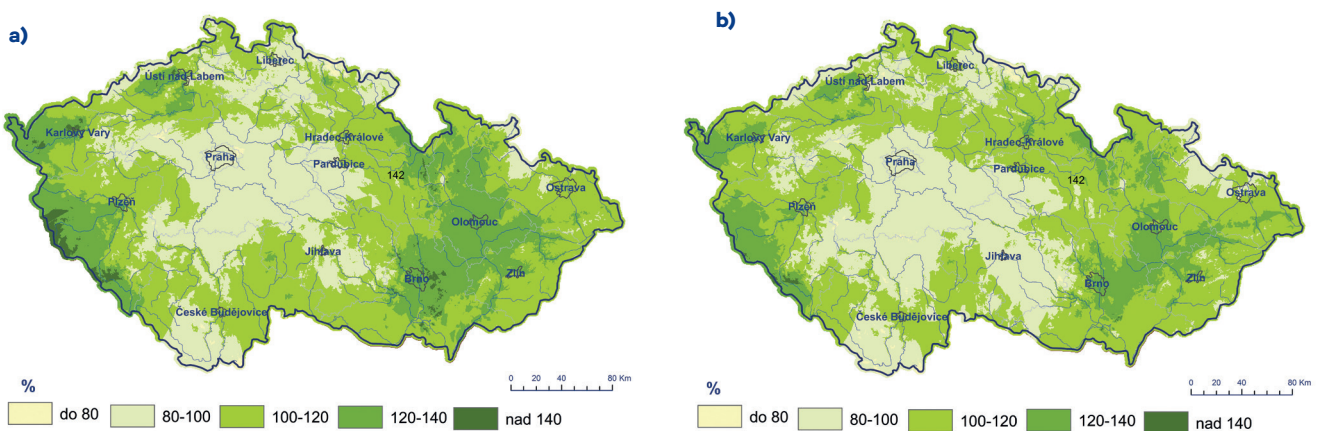 a)
Liberec
Ústí nad Labem
Karlovy Vary
Hradec Králové
Praha
Pardubice
142
Ostrava
Plzeň
Olomouc
Jihlava
Brno
Zlín
České Budějovice
%
0 20 40 80 Km
do 80 80-100 100-120 120-140 nad 140
b)
Liberec
Ústí nad Labem
Karlovy Vary
Hradec Králové
Praha
Pardubice
142
Ostrava
Plzeň
Olomouc
Jihlava
Brno
Zlín
České Budějovice
%
0 20 40 80 Km
do 80 80-100 100-120 120-140 nad 140